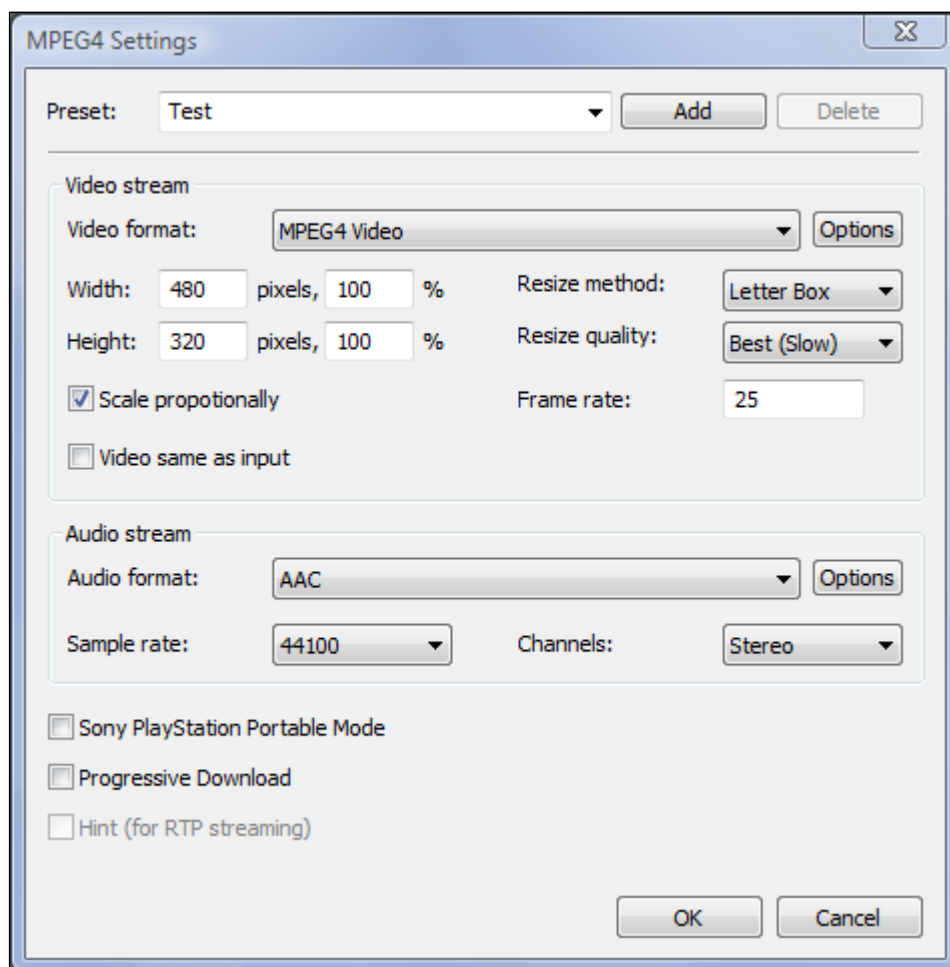 MPEG4 Settings
Preset: Test Add Delete
Video stream
Video format: MPEG4 Video Options
Width: 480 pixels, 100 % Resize method: Letter Box
Height: 320 pixels, 100 % Resize quality: Best (Slow)
Scale propotionally Frame rate: 25
Video same as input
Audio stream
Audio format: AAC Options
Sample rate: 44100 Channels: Stereo
Sony PlayStation Portable Mode
Progressive Download
Hint (for RTP streaming)
OK Cancel